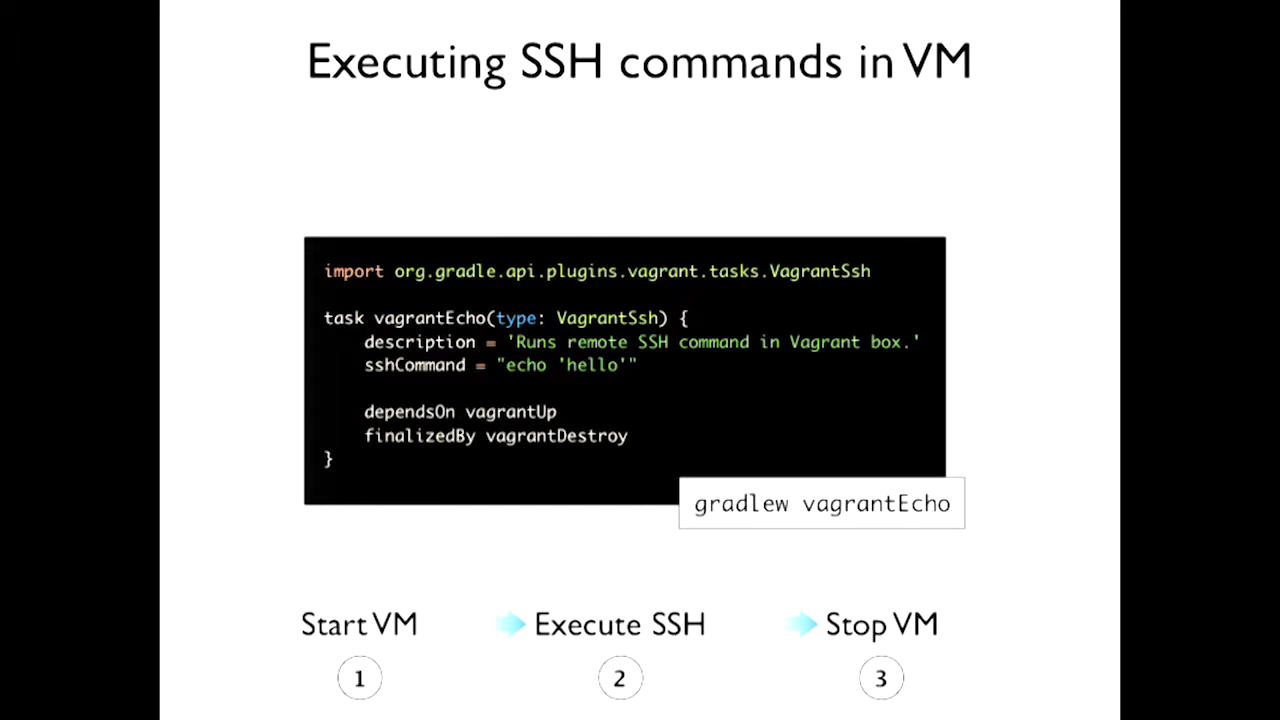 Executing SSH commands in VM
import org.gradle.api.plugins.vagrant.tasks.VagrantSsh
task vagrantEcho(type: VagrantSsh) {
    description = 'Runs remote SSH command in Vagrant box.'
    sshCommand = "echo 'hello'"
    dependsOn vagrantUp
    finalizedBy vagrantDestroy
}
gradlew vagrantEcho
Start VM Execute SSH Stop VM
1 2 3